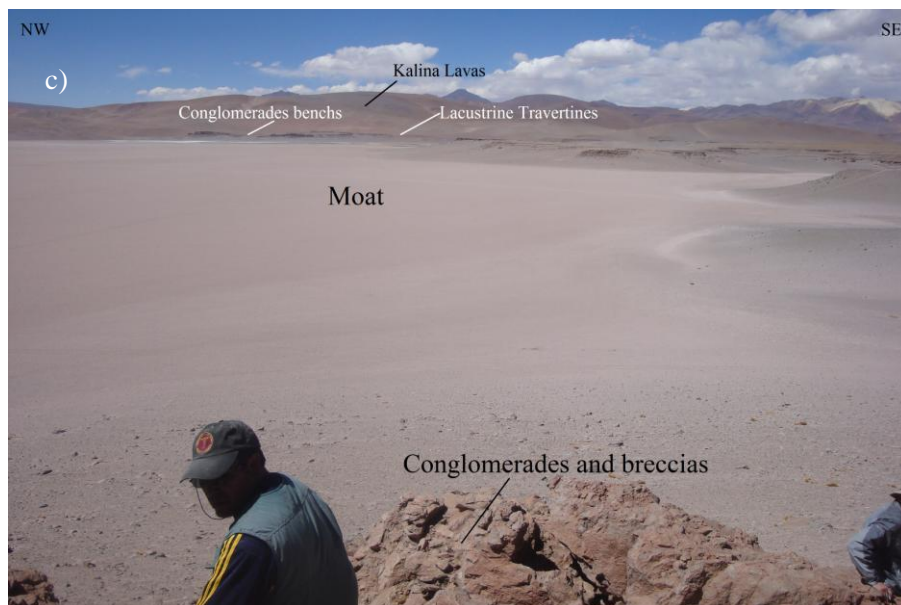 NW
SE
c)
Kalina Lavas
Conglomerades benchs
Lacustrine Travertines
Moat
Conglomerades and breccias